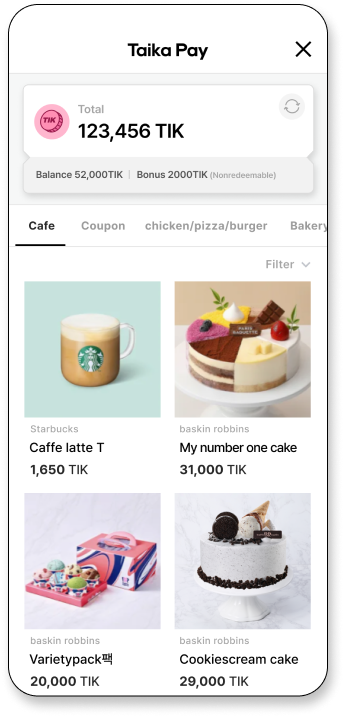 Taika Pay
TIK
Total
123,456 TIK
Balance 52,000TIK | Bonus 2000TIK (Nonredeemable)
Cafe Coupon chicken/pizza/burger Bakery
Filter
PARIS
BAGUETTE
Starbucks
Caffe latte T
1,650 TIK
baskin robbins
My number one cake
31,000 TIK
baskin robbins
Varietypack팩
20,000 TIK
baskin robbins
Cookiescream cake
29,000 TIK